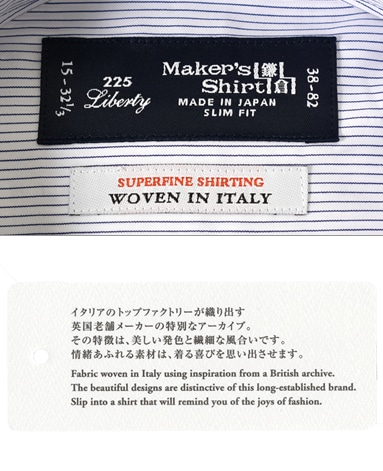 15 - 32 1/3
225
Liberty
Maker's
Shirt
鎌倉
MADE IN JAPAN
SLIM FIT
38 - 82
SUPERFINE SHIRTING
WOVEN IN ITALY
イタリアのトップファクトリーが織り出す
英国老舗メーカーの特別なアーカイブ。
その特徴は、美しい発色と繊細な風合いです。
情緒あふれる素材は、着る喜びを思い出させます。
Fabric woven in Italy using inspiration from a British archive.
The beautiful designs are distinctive of this long-established brand.
Slip into a shirt that will remind you of the joys of fashion.